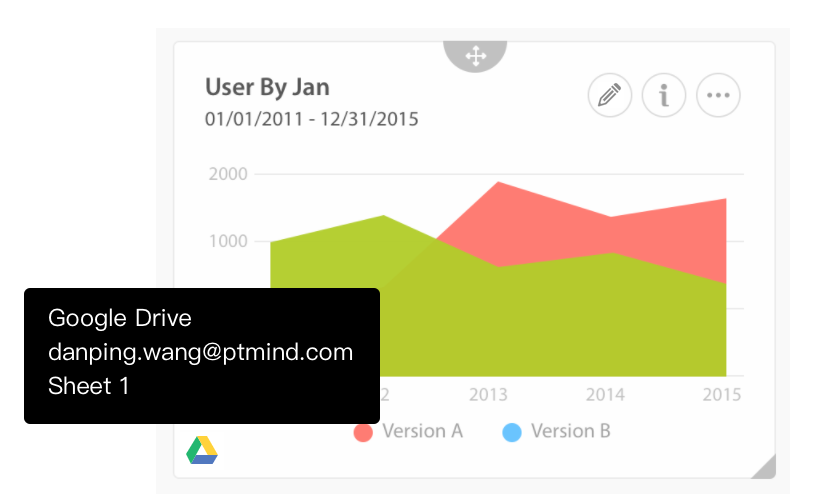 User By Jan
01/01/2011 - 12/31/2015
2000
1000
Google Drive
danping.wang@ptmind.com
Sheet 1
2013 2014 2015
Version A Version B